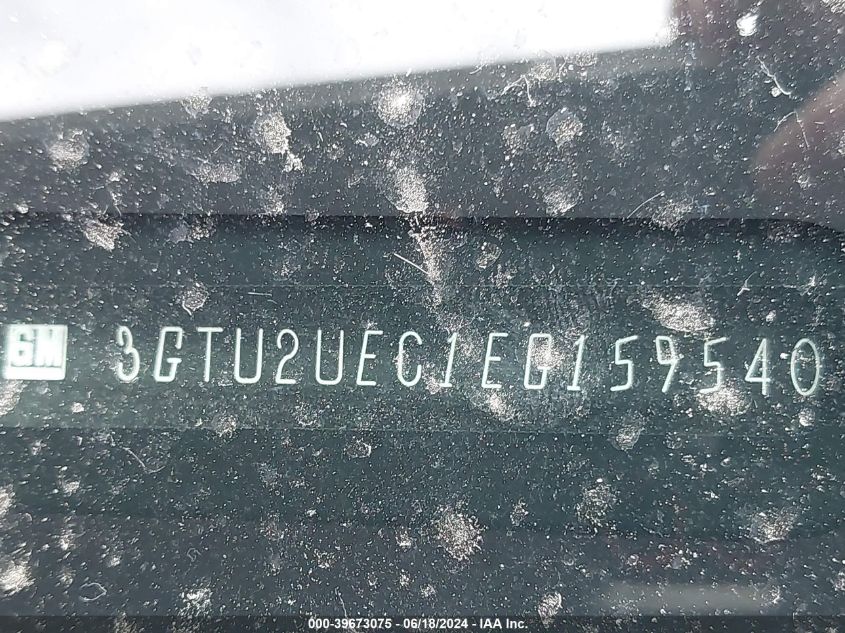 GM 3GTU2UEC1EG159540
000-39673075 - 06/18/2024 - IAA Inc.